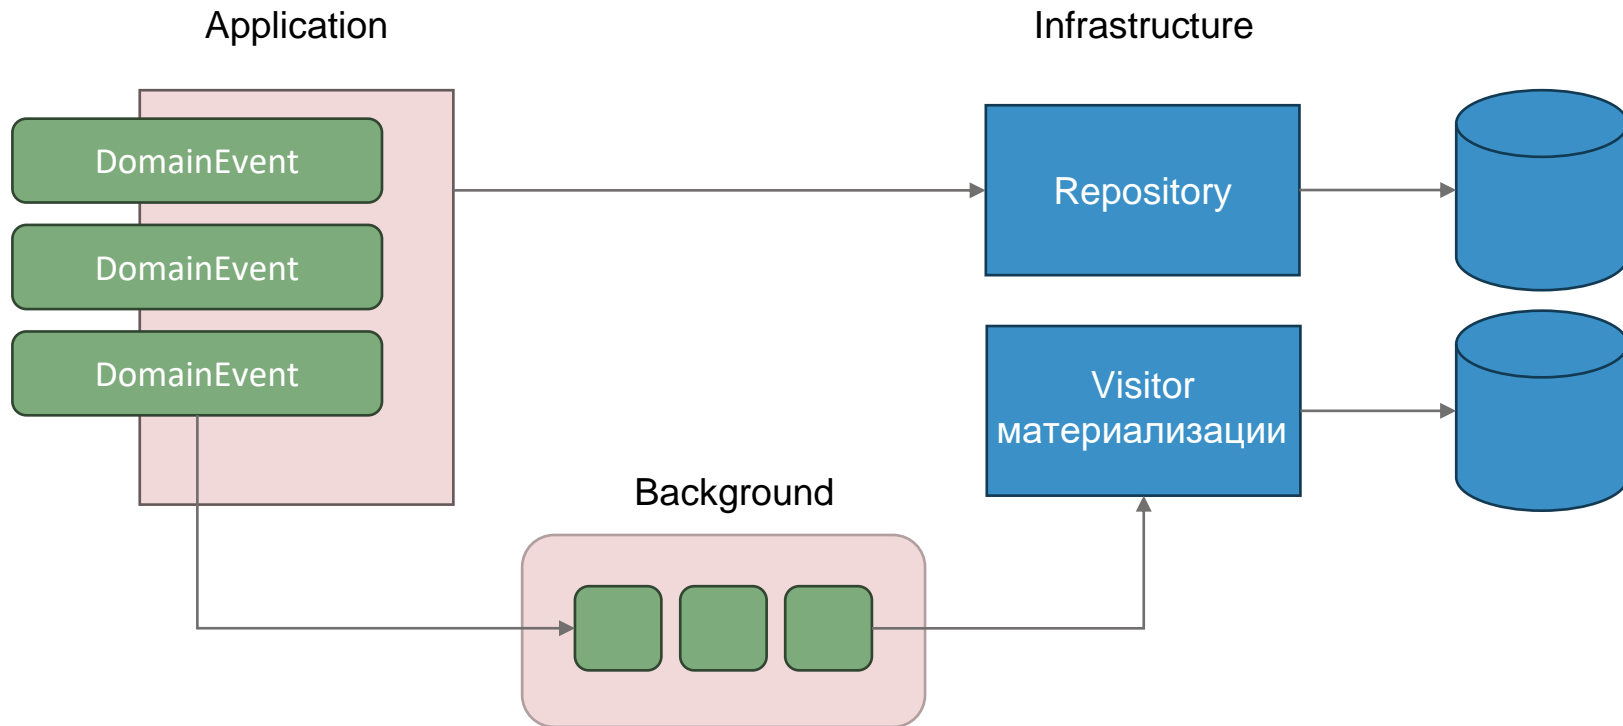 Application
Infrastructure
DomainEvent
DomainEvent
DomainEvent
Repository
Visitor
материализации
Background